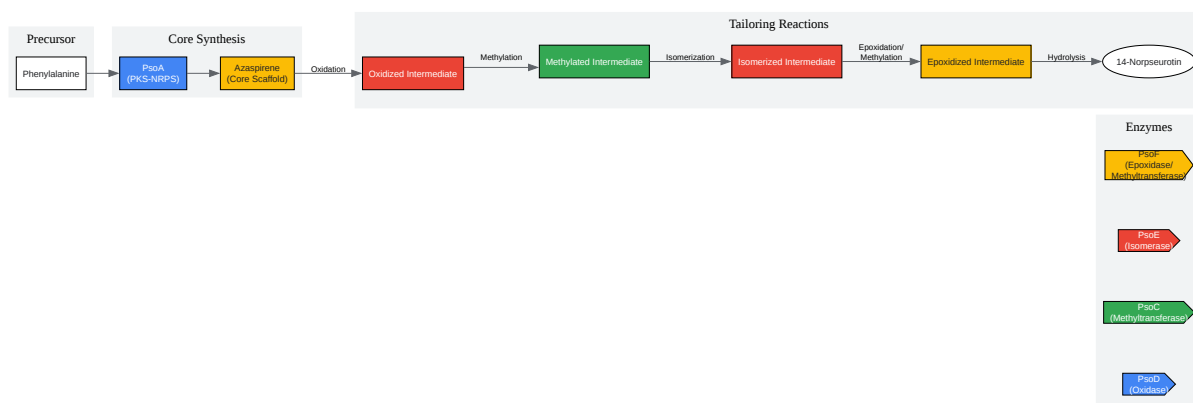 Precursor
Phenylalanine
Core Synthesis
PsoA
(PKS-NRPS)
Azaspirene
(Core Scaffold)
Oxidation
Tailoring Reactions
Oxidized Intermediate
Methylation
Methylated Intermediate
Isomerization
Isomerized Intermediate
Epoxidation/
Methylation
Epoxidized Intermediate
Hydrolysis
14-Norpseurotin
Enzymes
PsoF
(Epoxidase/
Methyltransferase)
PsoE
(Isomerase)
PsoC
(Methyltransferase)
PsoD
(Oxidase)